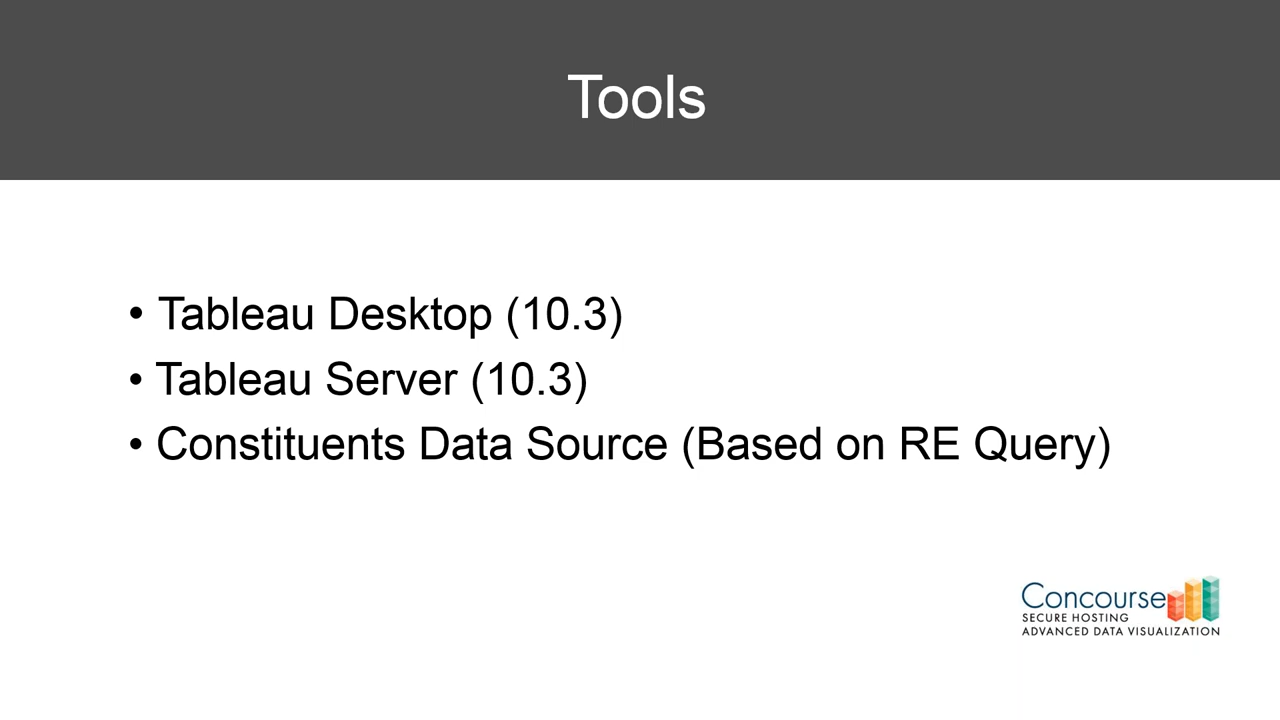 Tools
• Tableau Desktop (10.3)
• Tableau Server (10.3)
• Constituents Data Source (Based on RE Query)
Concourse
SECURE HOSTING
ADVANCED DATA VISUALIZATION